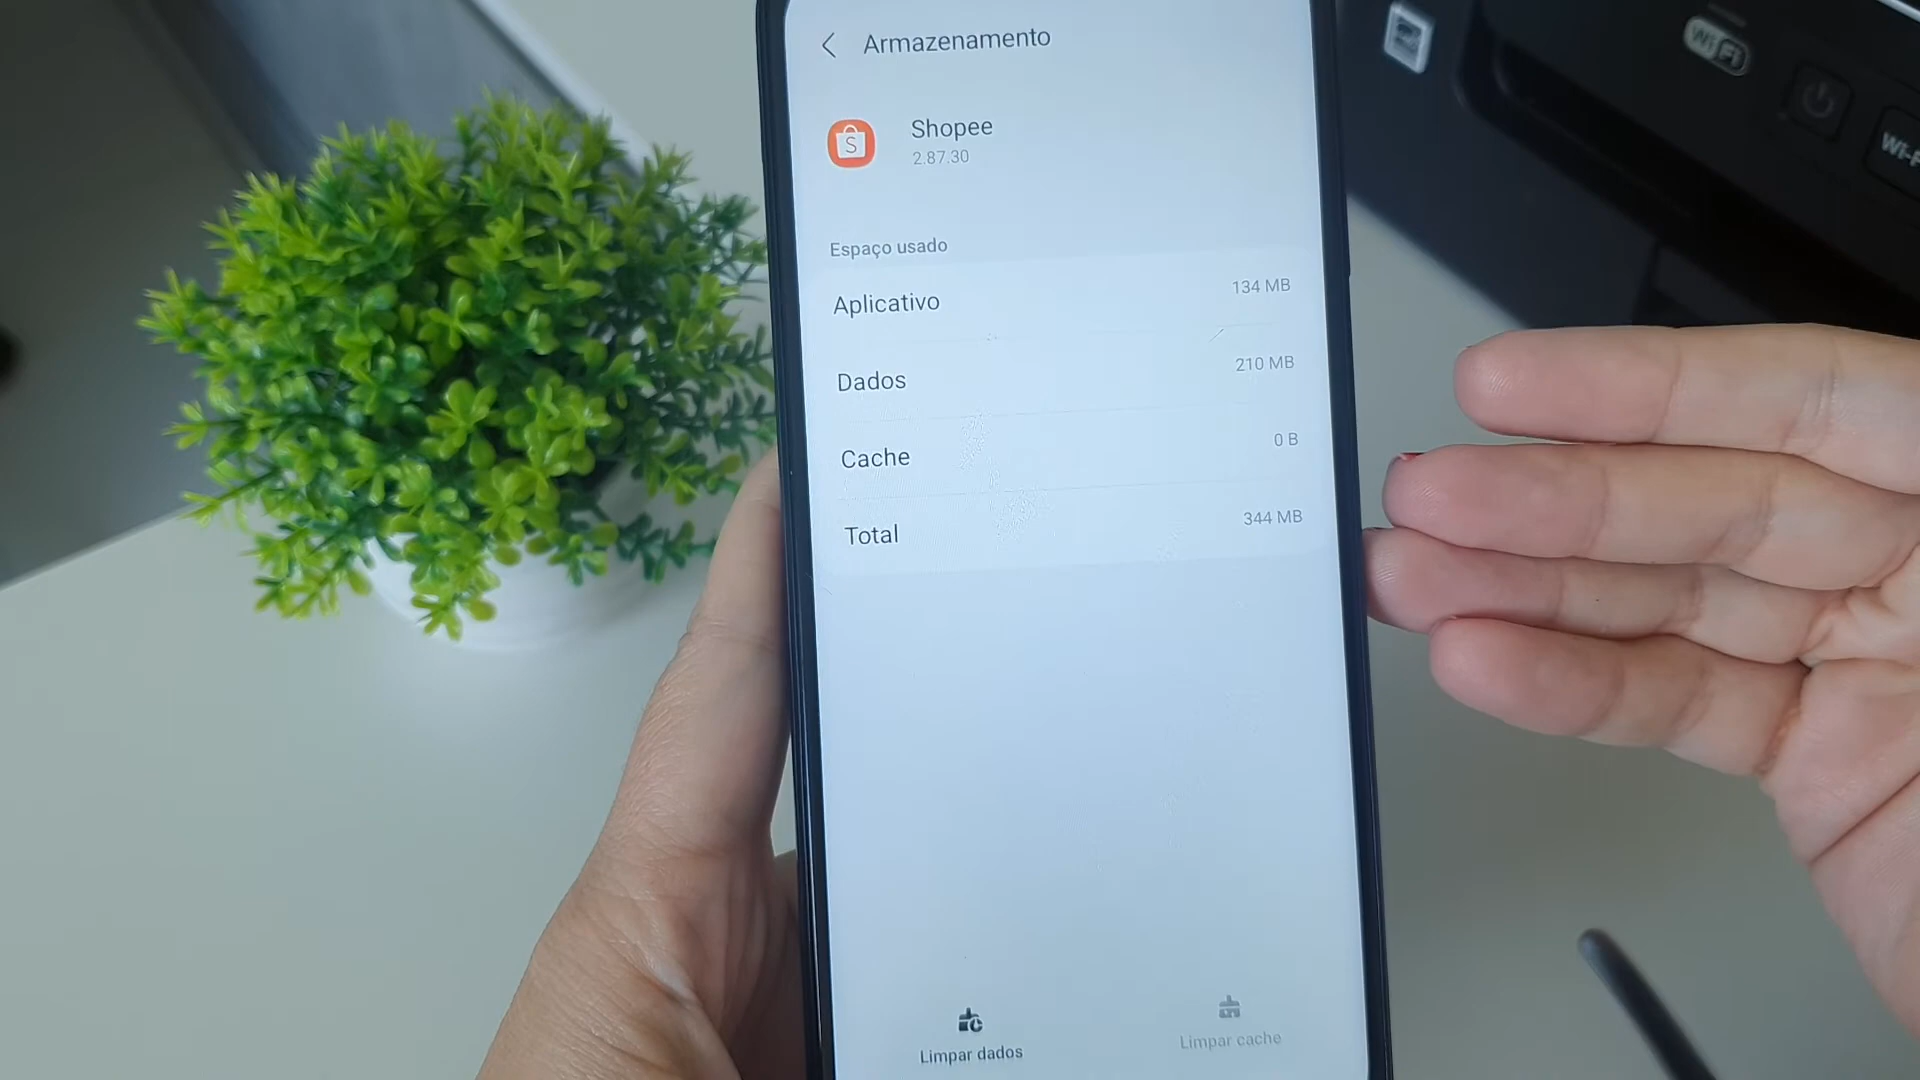 Armazenamento
Shopee
2.87.30
Espaço usado
Aplicativo 134 MB
Dados 210 MB
Cache 0 B
Total 344 MB
Limpar dados
Limpar cache
WiFi
Wi-F